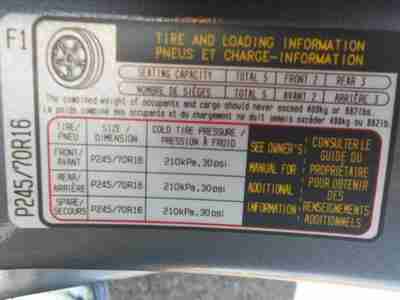 F1
P245/70R16
TIRE AND LOADING INFORMATION
PNEUS ET CHARGE-INFORMATION
SEATING CAPACITY TOTAL 5 FRONT 2 REAR 3
NOMBRE DE SIÈGES TOTAL 5 AVANT 2 ARRIÈRE 3
The combined weight of occupants and cargo should never exceed 400kg or 882lbs.
Le poids combiné des occupants et du chargement ne doit jamais excéder 400kg ou 882lb.
TIRE/ PNEU SIZE / DIMENSION COLD TIRE PRESSURE / PRESSION À FROID
FRONT/ AVANT P245/70R16 210kPa,30psi
REAR/ ARRIÈRE P245/70R16 210kPa,30psi
SPARE/ SECOURS P245/70R16 210kPa,30psi
SEE OWNER'S
MANUAL FOR
ADDITIONAL
INFORMATION
CONSULTER LE
GUIDE DU
PROPRIÉTAIRE
POUR OBTENIR
DES
INFORMATIONS
ADDITIONNELLES